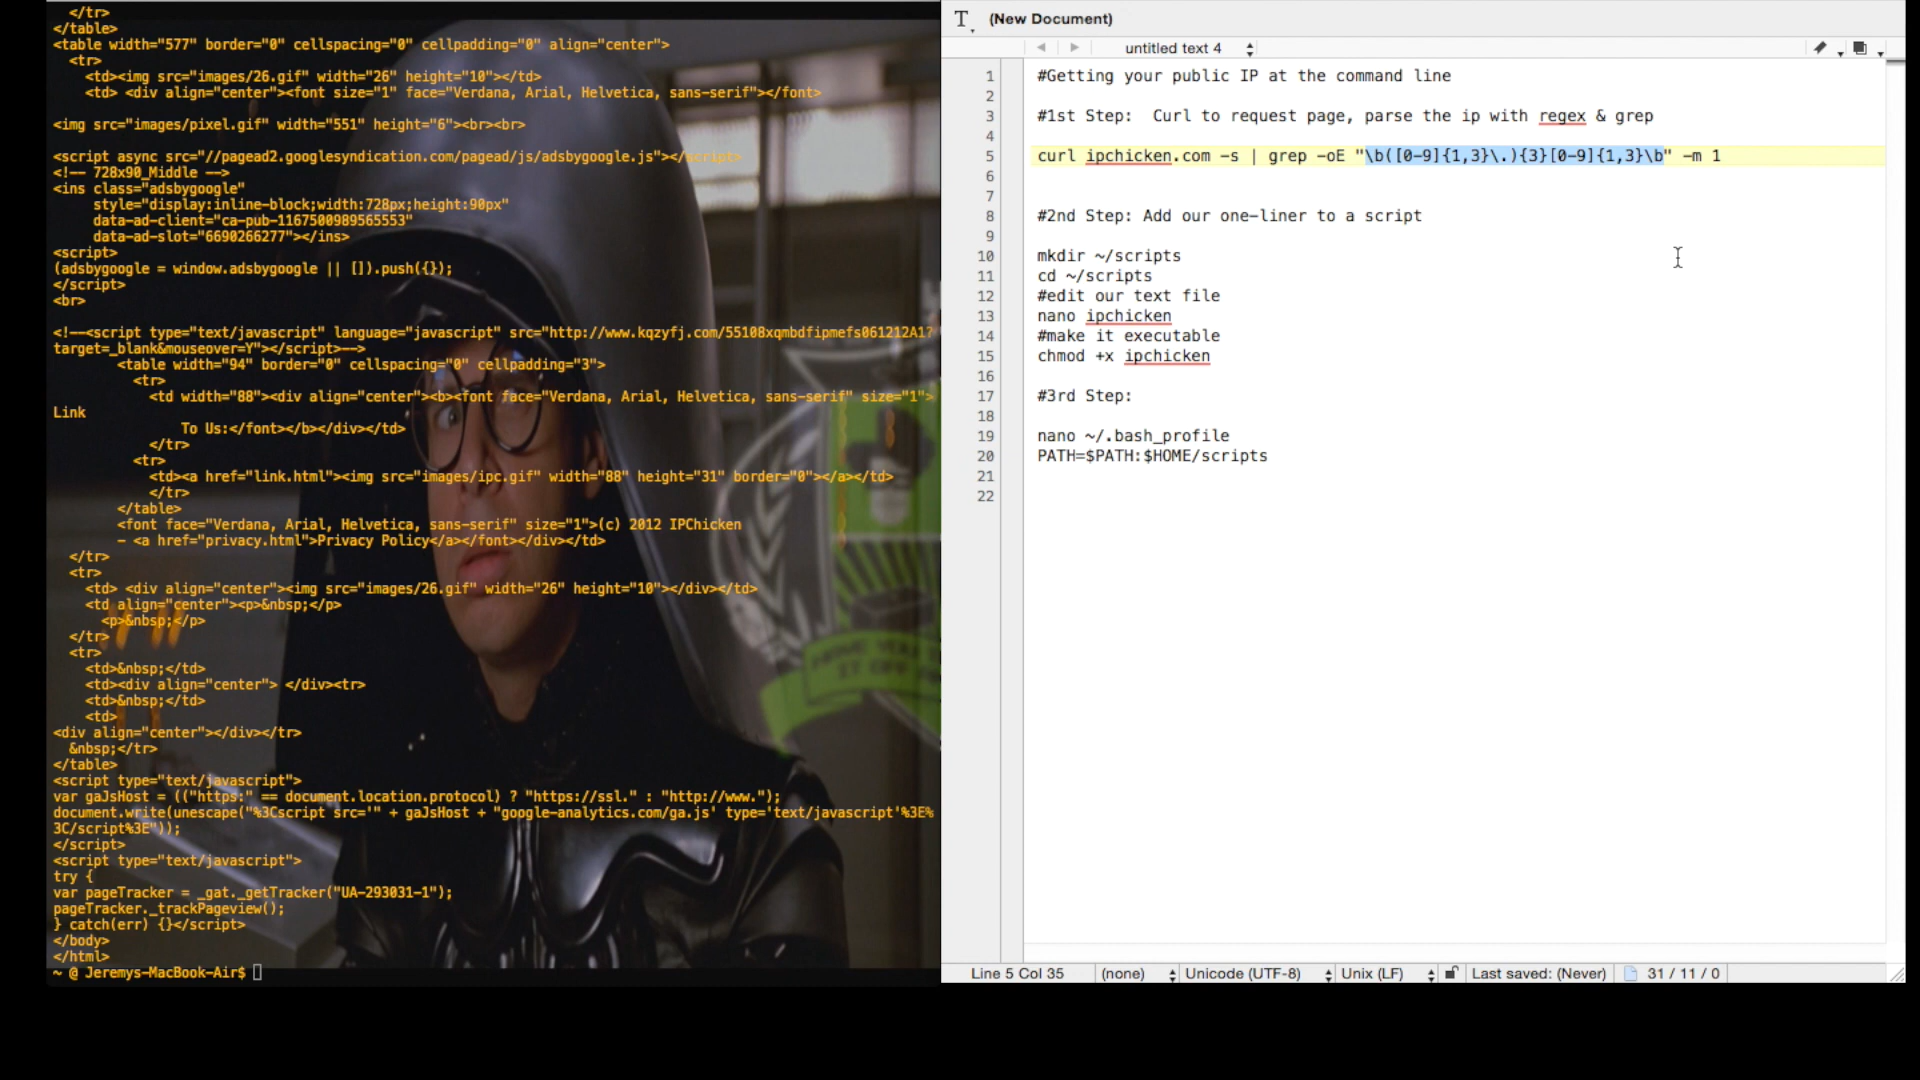 </tr>
</table>
<table width="577" border="0" cellspacing="0" cellpadding="0" align="center">
<tr>
<td><img src="images/26.gif" width="26" height="10"></td>
<td> <div align="center"><font size="1" face="Verdana, Arial, Helvetica, sans-serif"></font>
<img src="images/pixel.gif" width="551" height="6"><br><br>
<script async src="//pagead2.googlesyndication.com/pagead/js/adsbygoogle.js"></script>
<!-- 728x90_Middle -->
<ins class="adsbygoogle"
style="display:inline-block;width:728px;height:90px"
data-ad-client="ca-pub-1167500989565553"
data-ad-slot="6690266277"></ins>
<script>
(adsbygoogle = window.adsbygoogle || []).push({});
</script>
<br>
<!--<script type="text/javascript" language="javascript" src="http://www.kqzyfj.com/55108xqmbdfipmefs061212A1?
target=_blank&mouseover=Y"></script>-->
<table width="94" border="0" cellspacing="0" cellpadding="3">
<tr>
<td width="88"><div align="center"><b><font face="Verdana, Arial, Helvetica, sans-serif" size="1">
Link
To Us:</font></b></div></td>
</tr>
<tr>
<td><a href="link.html"><img src="images/ipc.gif" width="88" height="31" border="0"></a></td>
</tr>
</table>
<font face="Verdana, Arial, Helvetica, sans-serif" size="1">(c) 2012 IPChicken
- <a href="privacy.html">Privacy Policy</a></font></div></td>
</tr>
<tr>
<td> <div align="center"><img src="images/26.gif" width="26" height="10"></div></td>
<td align="center"><p>&nbsp;</p>
<p>&nbsp;</p>
</tr>
<tr>
<td>&nbsp;</td>
<td><div align="center"> </div><tr>
<td>&nbsp;</td>
<td>
<div align="center"></div></tr>
&nbsp;</tr>
</table>
<script type="text/javascript">
var gaJsHost = (("https:" == document.location.protocol) ? "https://ssl." : "http://www.");
document.write(unescape("%3Cscript src='" + gaJsHost + "google-analytics.com/ga.js' type='text/javascript'%3E%
3C/script%3E"));
</script>
<script type="text/javascript">
try {
var pageTracker = _gat._getTracker("UA-293031-1");
pageTracker._trackPageview();
} catch(err) {}</script>
</body>
</html>
~ @ Jeremys-MacBook-Air$
(New Document)
untitled text 4
1 #Getting your public IP at the command line
2
3 #1st Step:  Curl to request page, parse the ip with regex & grep
4
5 curl ipchicken.com -s | grep -oE "\b([0-9]{1,3}\.){3}[0-9]{1,3}\b" -m 1
6
7
8 #2nd Step: Add our one-liner to a script
9
10 mkdir ~/scripts
11 cd ~/scripts
12 #edit our text file
13 nano ipchicken
14 #make it executable
15 chmod +x ipchicken
16
17 #3rd Step:
18
19 nano ~/.bash_profile
20 PATH=$PATH:$HOME/scripts
21
22
Line 5 Col 35 (none) Unicode (UTF-8) Unix (LF) Last saved: (Never) 31 / 11 / 0